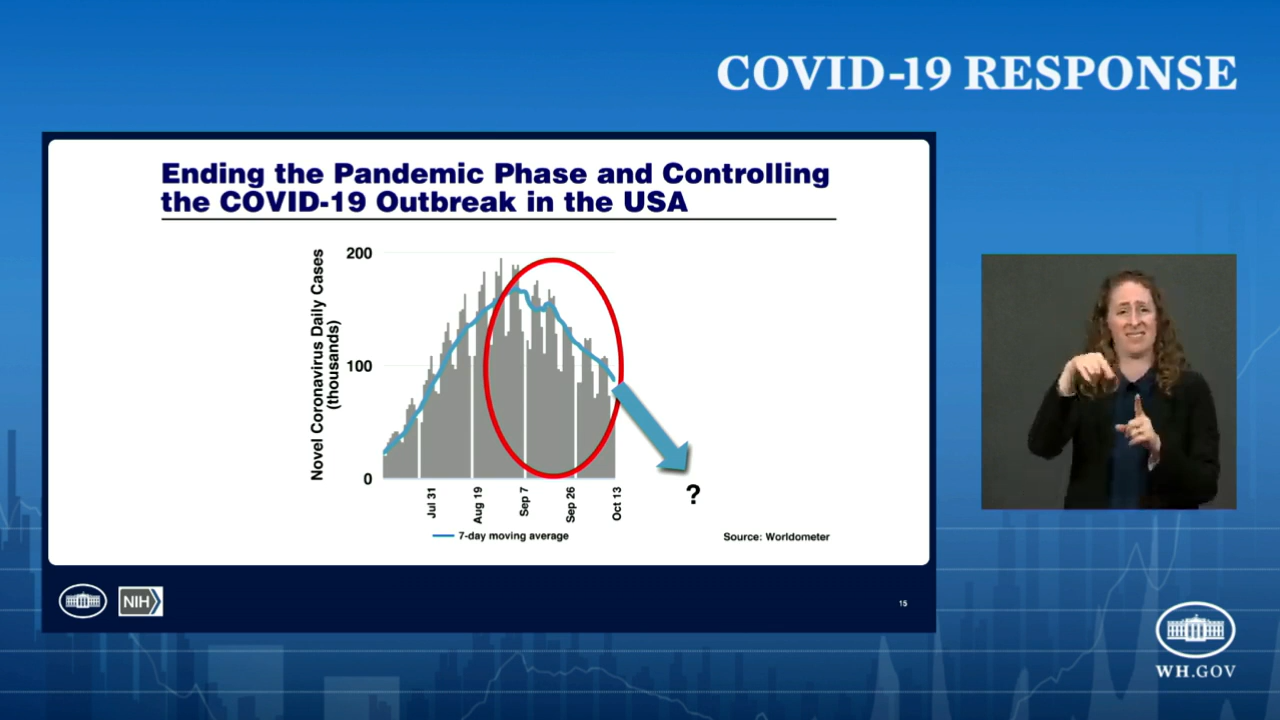 COVID-19 RESPONSE
Ending the Pandemic Phase and Controlling
the COVID-19 Outbreak in the USA
Novel Coronavirus Daily Cases
(thousands)
200
100
0
Jul 31
Aug 19
Sep 7
Sep 26
Oct 13
?
7-day moving average
Source: Worldometer
NIH
15
WH.GOV